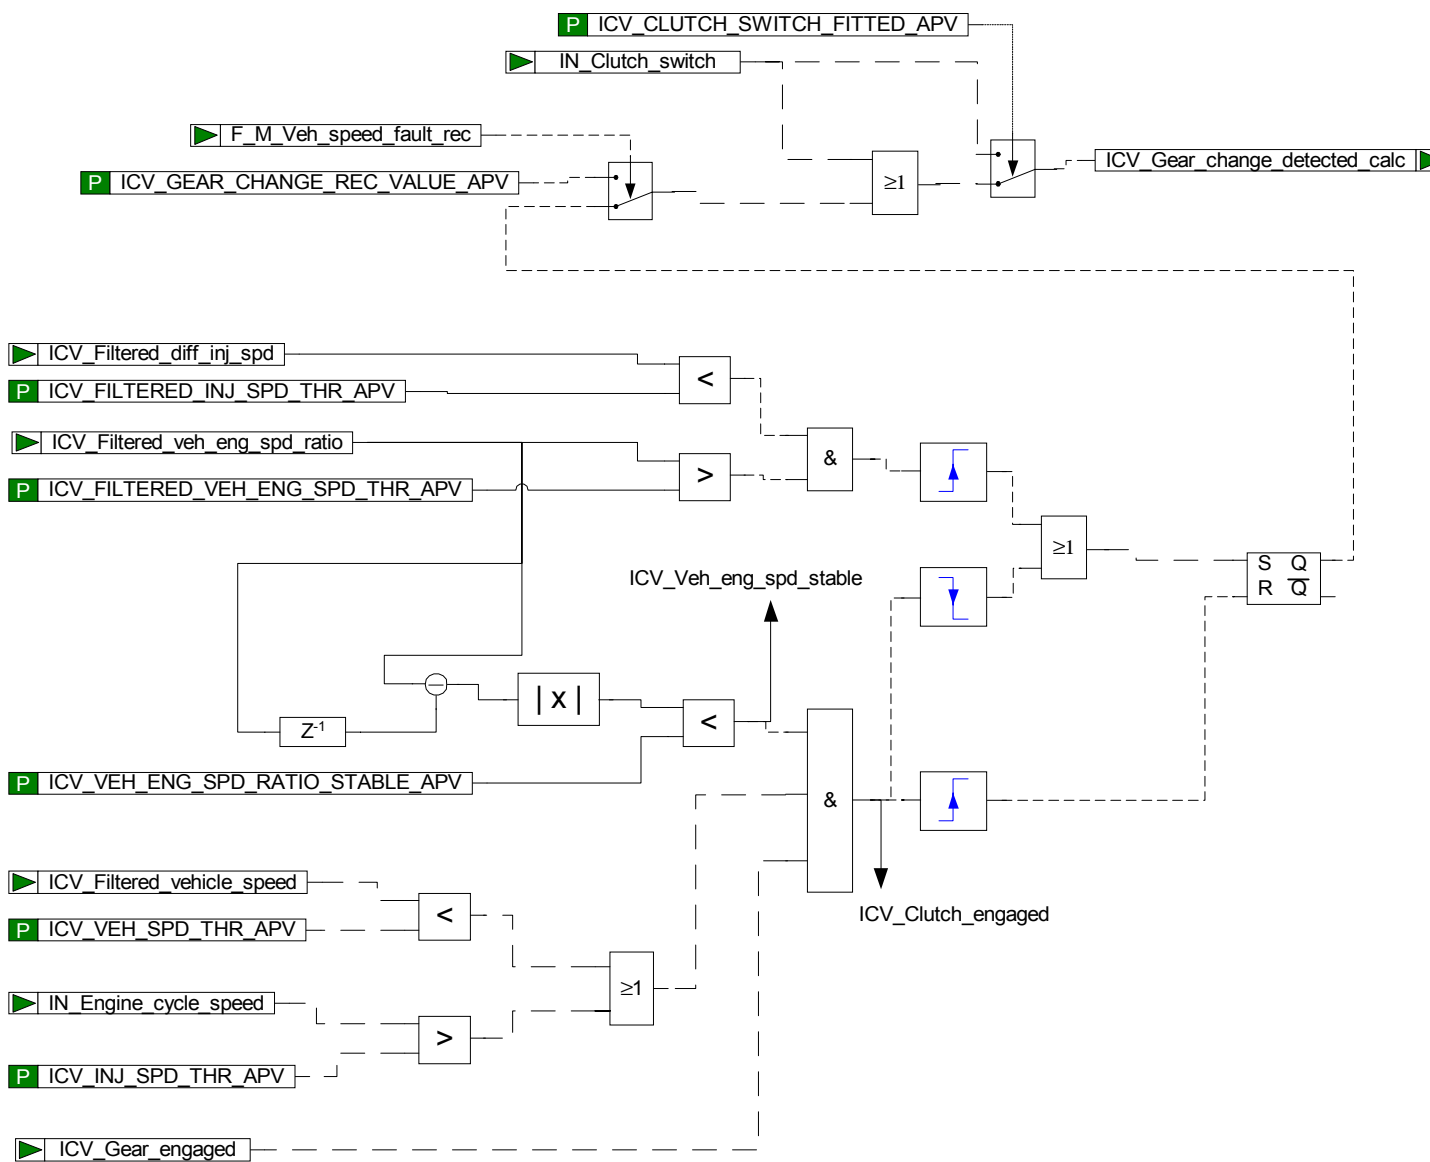 P ICV_CLUTCH_SWITCH_FITTED_APV
IN_Clutch_switch
F_M_Veh_speed_fault_rec
P ICV_GEAR_CHANGE_REC_VALUE_APV
≥1
ICV_Gear_change_detected_calc
ICV_Filtered_diff_inj_spd
P ICV_FILTERED_INJ_SPD_THR_APV
<
ICV_Filtered_veh_eng_spd_ratio
P ICV_FILTERED_VEH_ENG_SPD_THR_APV
>
&
≥1
S Q
R Q̅
ICV_Veh_eng_spd_stable
−
| x |
Z⁻¹
<
P ICV_VEH_ENG_SPD_RATIO_STABLE_APV
&
ICV_Clutch_engaged
ICV_Filtered_vehicle_speed
P ICV_VEH_SPD_THR_APV
<
≥1
IN_Engine_cycle_speed
>
P ICV_INJ_SPD_THR_APV
ICV_Gear_engaged